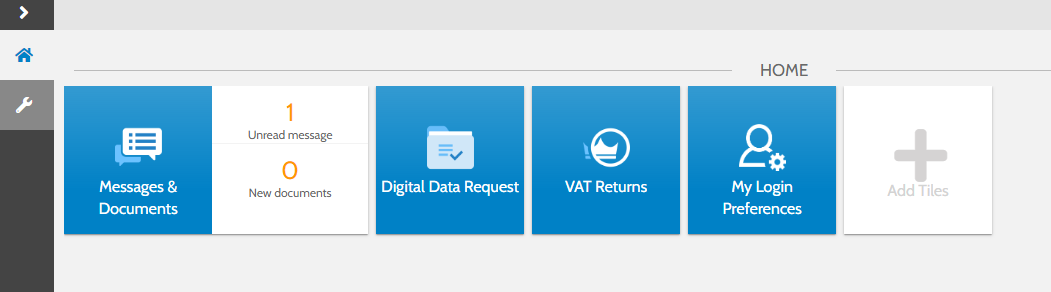 HOME
Messages &
Documents
1
Unread message
0
New documents
Digital Data Request
VAT Returns
My Login
Preferences
Add Tiles